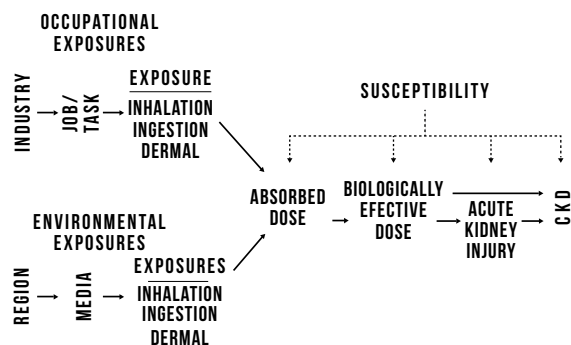 OCCUPATIONAL
EXPOSURES
INDUSTRY
JOB/
TASK
EXPOSURE
INHALATION
INGESTION
DERMAL
SUSCEPTIBILITY
ABSORBED
DOSE
BIOLOGICALLY
EFECTIVE
DOSE
ACUTE
KIDNEY
INJURY
CKD
ENVIRONMENTAL
EXPOSURES
REGION
MEDIA
EXPOSURES
INHALATION
INGESTION
DERMAL